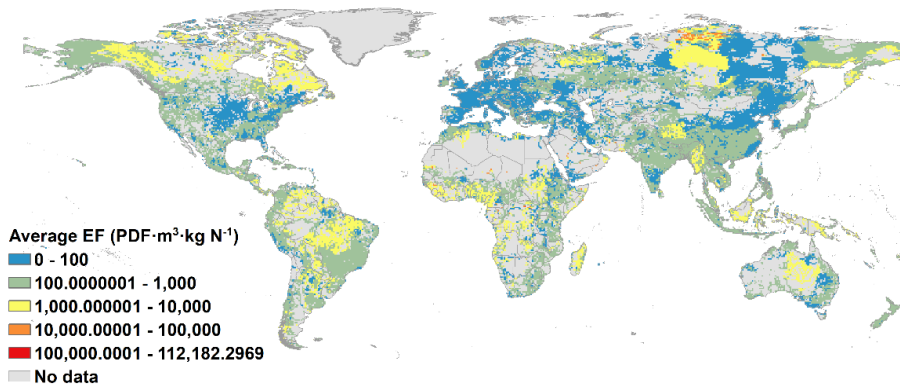 Average EF (PDF·m³·kg N⁻¹)
0 - 100
100.0000001 - 1,000
1,000.000001 - 10,000
10,000.00001 - 100,000
100,000.0001 - 112,182.2969
No data